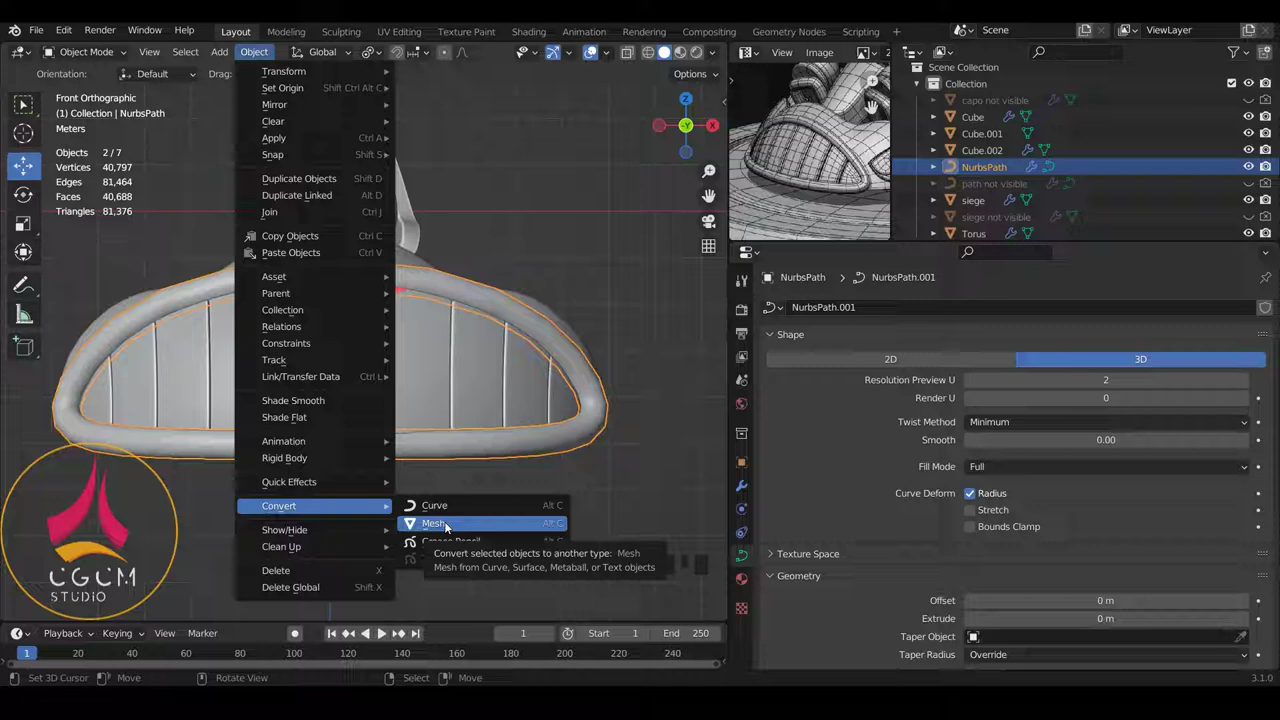 File Edit Render Window Help Layout Modeling Sculpting UV Editing Texture Paint Shading Animation Rendering Compositing Geometry Nodes Scripting Scene ViewLayer
Object Mode View Select Add Object Global Options View Image
Orientation: Default Drag:
Front Orthographic
(1) Collection | NurbsPath
Meters
Objects 2 / 7
Vertices 40,797
Edges 81,464
Faces 40,688
Triangles 81,376
Transform
Set Origin Shift Ctrl Alt C
Mirror
Clear
Apply Ctrl A
Snap Shift S
Duplicate Objects Shift D
Duplicate Linked Alt D
Join Ctrl J
Copy Objects Ctrl C
Paste Objects Ctrl V
Asset
Parent
Collection
Relations
Constraints
Track
Link/Transfer Data Ctrl L
Shade Smooth
Shade Flat
Animation
Rigid Body
Quick Effects
Convert
Show/Hide
Clean Up
Delete X
Delete Global Shift X
Curve Alt C
Mesh Alt C
Convert selected objects to another type: Mesh
Mesh from Curve, Surface, Metaball, or Text objects
Z
-Y
X
Scene Collection
Collection
capo not visible
Cube
Cube.001
Cube.002
NurbsPath
path not visible
siege
siege not visible
Torus
NurbsPath NurbsPath.001
NurbsPath.001
Shape
2D 3D
Resolution Preview U 2
Render U 0
Twist Method Minimum
Smooth 0.00
Fill Mode Full
Curve Deform Radius
Stretch
Bounds Clamp
Texture Space
Geometry
Offset 0 m
Extrude 0 m
Taper Object
Taper Radius Override
CGCM
STUDIO
Playback Keying View Marker 1 Start 1 End 250
1 20 40 60 80 100 120 140 160 180 200 220 240
Set 3D Cursor Move Rotate View Select Move 3.1.0